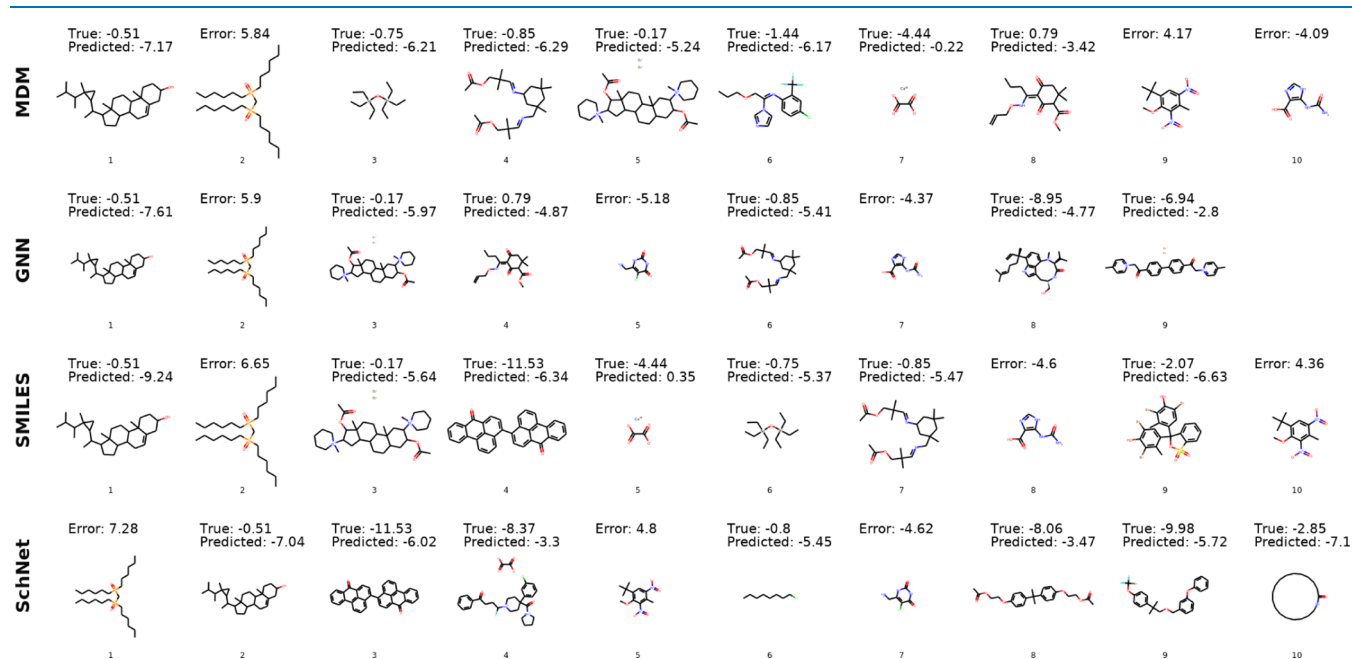 True: -0.51 Error: 5.84 True: -0.75 True: -0.85 True: -0.17 True: -1.44 True: -4.44 True: 0.79 Error: 4.17 Error: -4.09
Predicted: -7.17 Predicted: -6.21 Predicted: -6.29 Predicted: -5.24 Predicted: -6.17 Predicted: -0.22 Predicted: -3.42
MDM
1 2 3 4 5 6 7 8 9 10
True: -0.51 Error: 5.9 True: -0.17 True: 0.79 Error: -5.18 True: -0.85 Error: -4.37 True: -8.95 True: -6.94
Predicted: -7.61 Predicted: -5.97 Predicted: -4.87 Predicted: -5.41 Predicted: -4.77 Predicted: -2.8
GNN
1 2 3 4 5 6 7 8 9
True: -0.51 Error: 6.65 True: -0.17 True: -11.53 True: -4.44 True: -0.75 True: -0.85 Error: -4.6 True: -2.07 Error: 4.36
Predicted: -9.24 Predicted: -5.64 Predicted: -6.34 Predicted: 0.35 Predicted: -5.37 Predicted: -5.47 Predicted: -6.63
SMILES
1 2 3 4 5 6 7 8 9 10
Error: 7.28 True: -0.51 True: -11.53 True: -8.37 Error: 4.8 True: -0.8 Error: -4.62 True: -8.06 True: -9.98 True: -2.85
Predicted: -7.04 Predicted: -6.02 Predicted: -3.3 Predicted: -5.45 Predicted: -3.47 Predicted: -5.72 Predicted: -7.1
SchNet
1 2 3 4 5 6 7 8 9 10